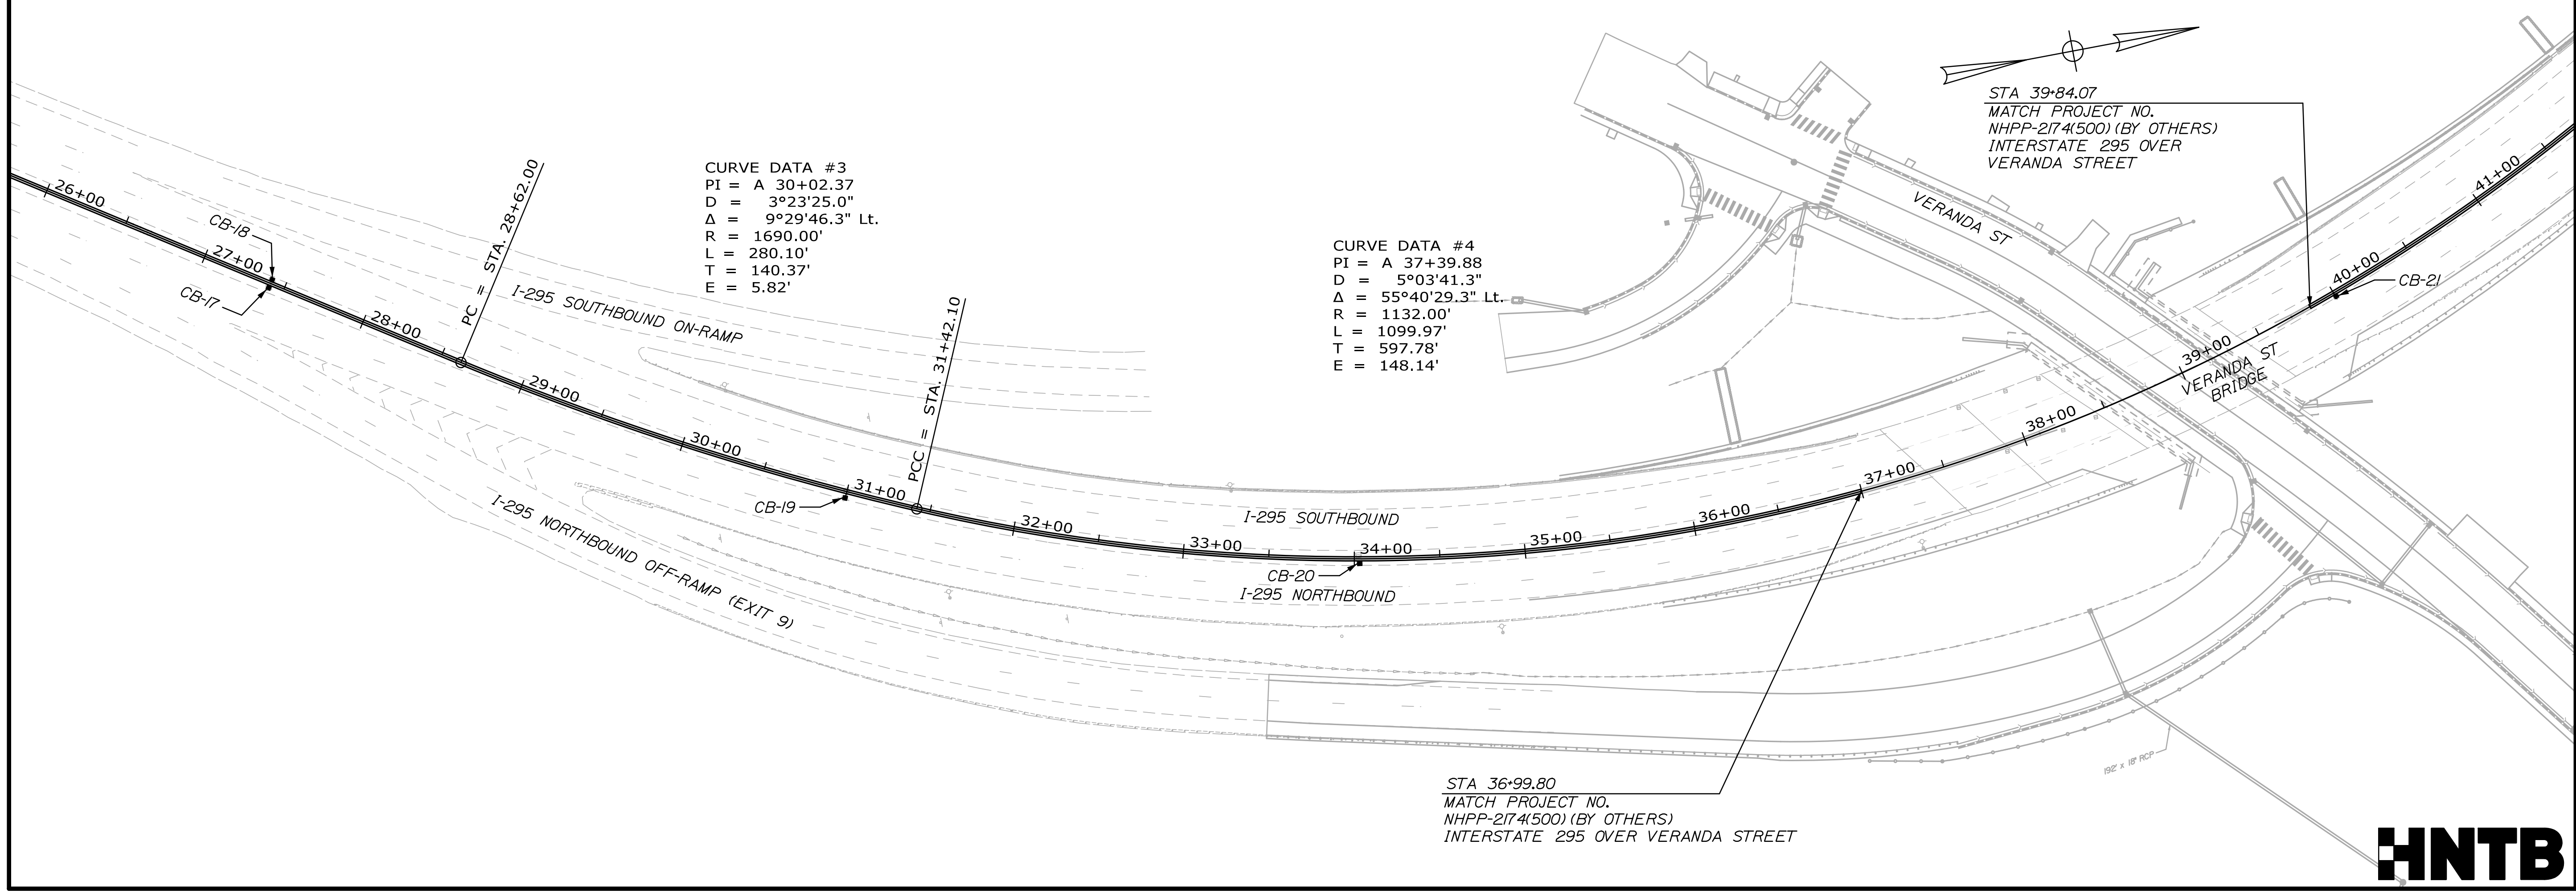 STA 39+84.07
MATCH PROJECT NO.
NHPP-2174(500) (BY OTHERS)
INTERSTATE 295 OVER
VERANDA STREET
CURVE DATA #3
PI = A 30+02.37
D = 3°23'25.0"
Δ = 9°29'46.3" Lt.
R = 1690.00'
L = 280.10'
T = 140.37'
E = 5.82'
CURVE DATA #4
PI = A 37+39.88
D = 5°03'41.3"
Δ = 55°40'29.3" Lt.
R = 1132.00'
L = 1099.97'
T = 597.78'
E = 148.14'
PC = STA. 28+62.00
PCC = STA. 31+42.10
26+00
27+00
28+00
29+00
30+00
31+00
32+00
33+00
34+00
35+00
36+00
37+00
38+00
39+00
40+00
41+00
CB-18
CB-17
CB-19
CB-20
CB-21
I-295 SOUTHBOUND ON-RAMP
I-295 SOUTHBOUND
I-295 NORTHBOUND
I-295 NORTHBOUND OFF-RAMP (EXIT 9)
VERANDA ST
VERANDA ST
BRIDGE
192' x 18" RCP
STA 36+99.80
MATCH PROJECT NO.
NHPP-2174(500) (BY OTHERS)
INTERSTATE 295 OVER VERANDA STREET
HNTB